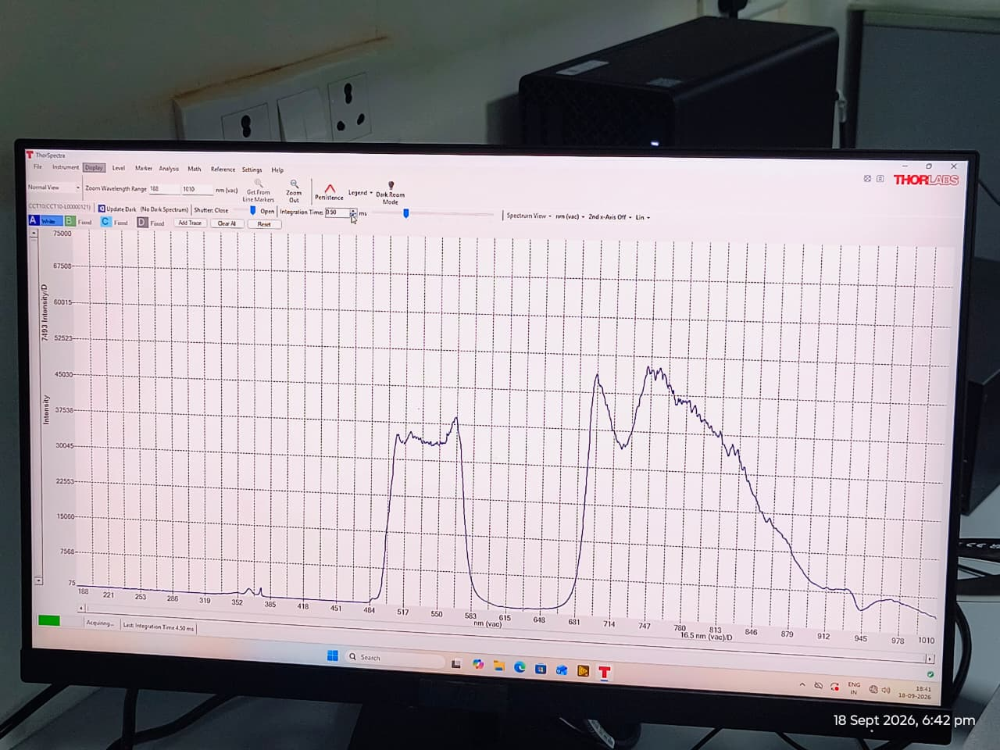 ThorSpectra
File Instrument Display Level Marker Analysis Math Reference Settings Help
THORLABS
Normal View Zoom Wavelength Range 188 1010 nm (vac) Get From Line Markers Zoom Out Persistence Legend Dark Room Mode
CCT10(CCT10-L00000121) Update Dark (No Dark Spectrum) Shutter: Close Open Integration Time: 0.50 ms Spectrum View nm (vac) 2nd x-Axis Off Lin
A Write B Fixed C Fixed D Fixed Add Trace Clear All Reset
75000
67508
60015
52523
45030
37538
30045
22553
15060
7568
75
7493 Intensity/D
Intensity
188 221 253 286 319 352 385 418 451 484 517 550 583 615 648 681 714 747 780 813 846 879 912 945 978 1010
nm (vac)
16.5 nm (vac)/D
Acquiring... Last: Integration Time 4.50 ms
Search
ENG
IN
18:41
18-09-2026
18 Sept 2026, 6:42 pm